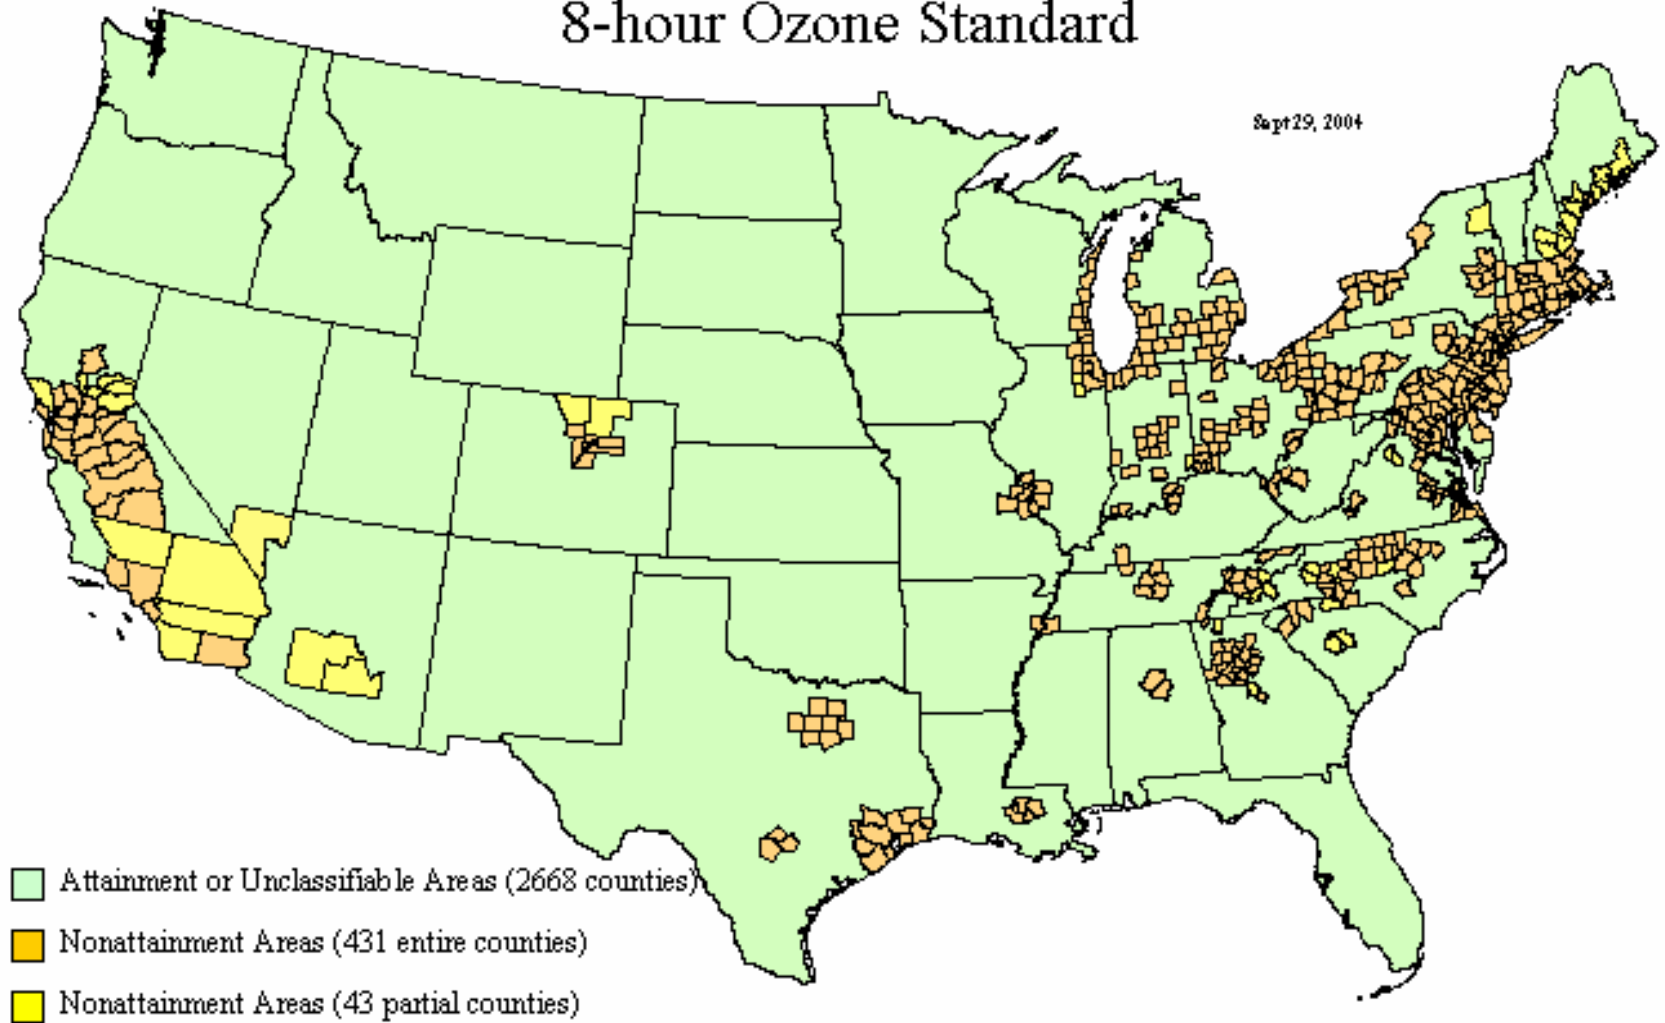 8-hour Ozone Standard
Sept 29, 2004
Attainment or Unclassifiable Areas (2668 counties)
Nonattainment Areas (431 entire counties)
Nonattainment Areas (43 partial counties)